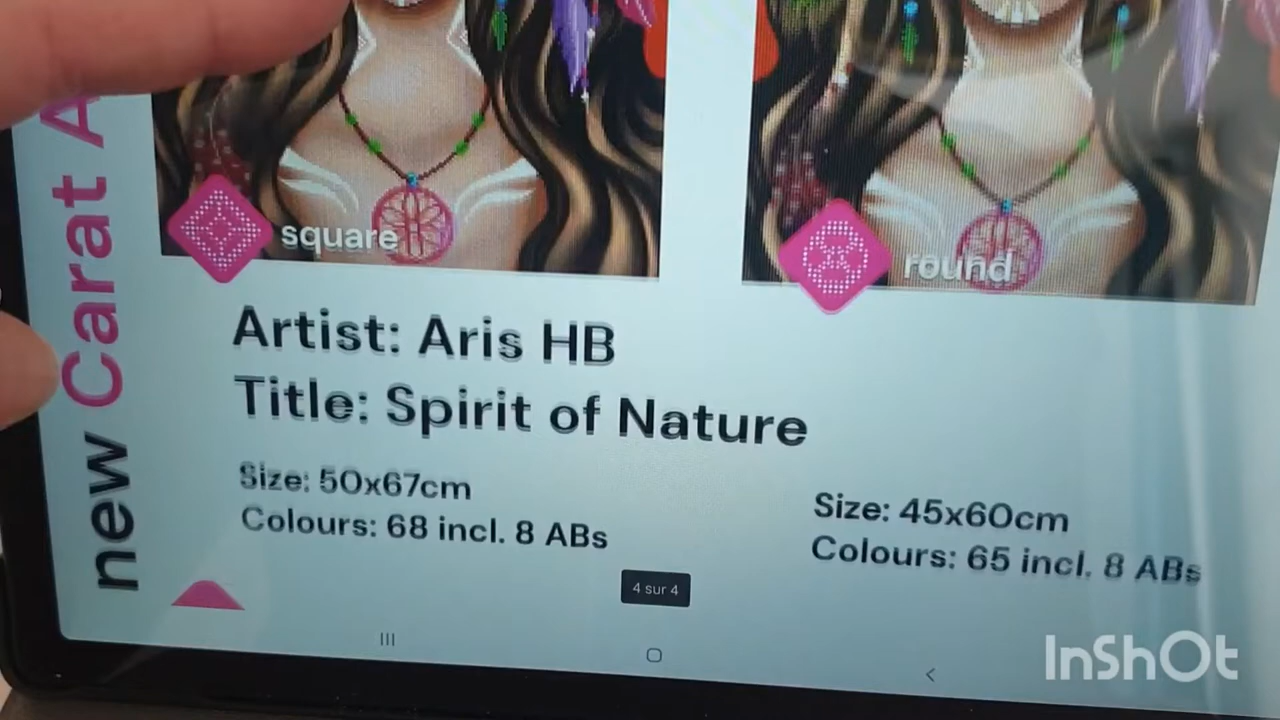 new Carat A
square
round
Artist: Aris HB
Title: Spirit of Nature
Size: 50x67cm
Colours: 68 incl. 8 ABs
Size: 45x60cm
Colours: 65 incl. 8 ABs
4 sur 4
InShOt